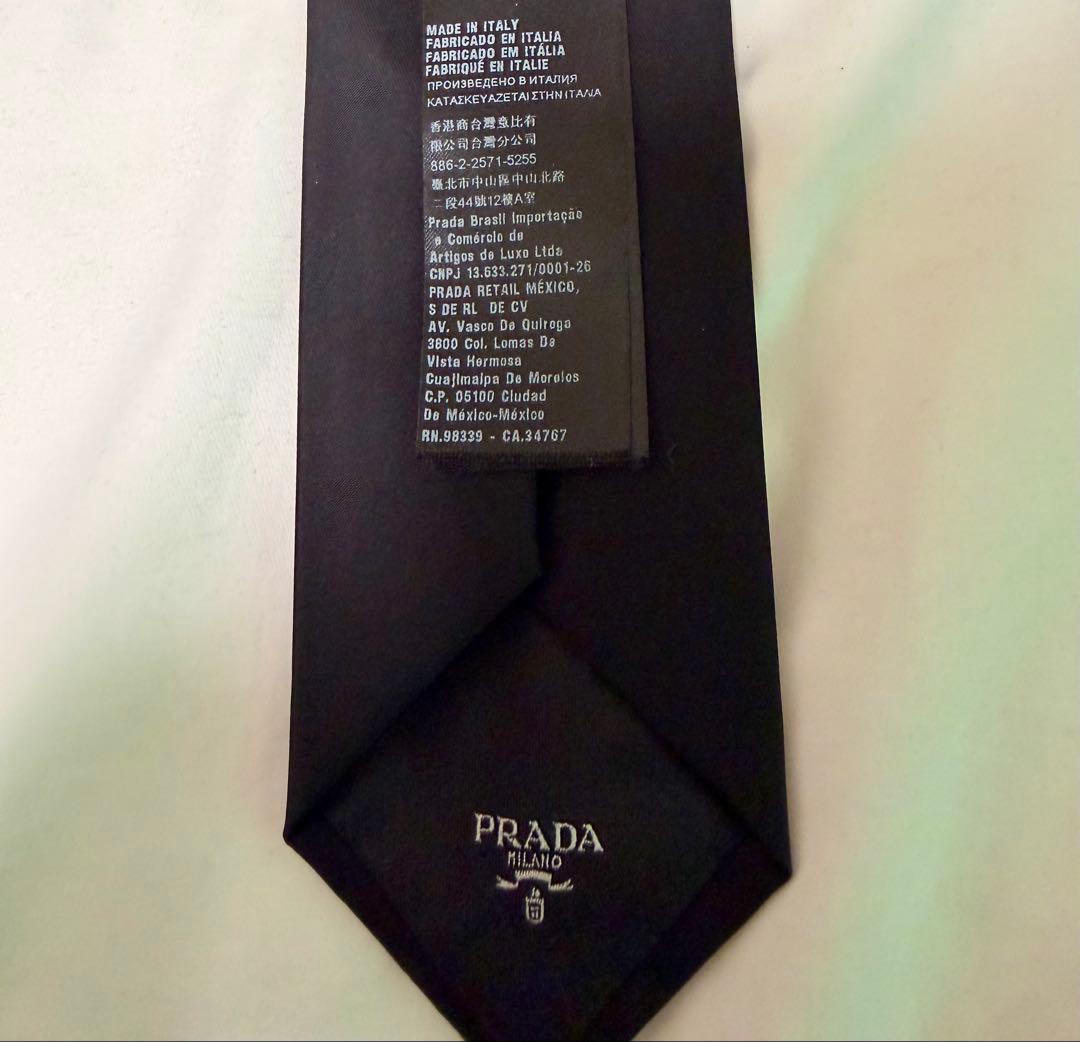 MADE IN ITALY
FABRICADO EN ITALIA
FABRICADO EM ITÁLIA
FABRIQUÉ EN ITALIE
ПРОИЗВЕДЕНО В ИТАЛИЯ
ΚΑΤΑΣΚΕΥΑΖΕΤΑΙ ΣΤΗΝ ΙΤΑΛΙΑ
香港商台灣意比有
限公司台灣分公司
886-2-2571-5255
臺北市中山區中山北路
二段44號12樓A室
Prada Brasil Importação
e Comércio de
Artigos de Luxo Ltda
CNPJ 13.633.271/0001-26
PRADA RETAIL MÉXICO,
S DE RL DE CV
AV. Vasco De Quiroga
3800 Col. Lomas De
Vista Hermosa
Cuajimalpa De Morelos
C.P. 05100 Ciudad
De México-México
RN.98339 - CA.34767
PRADA
MILANO